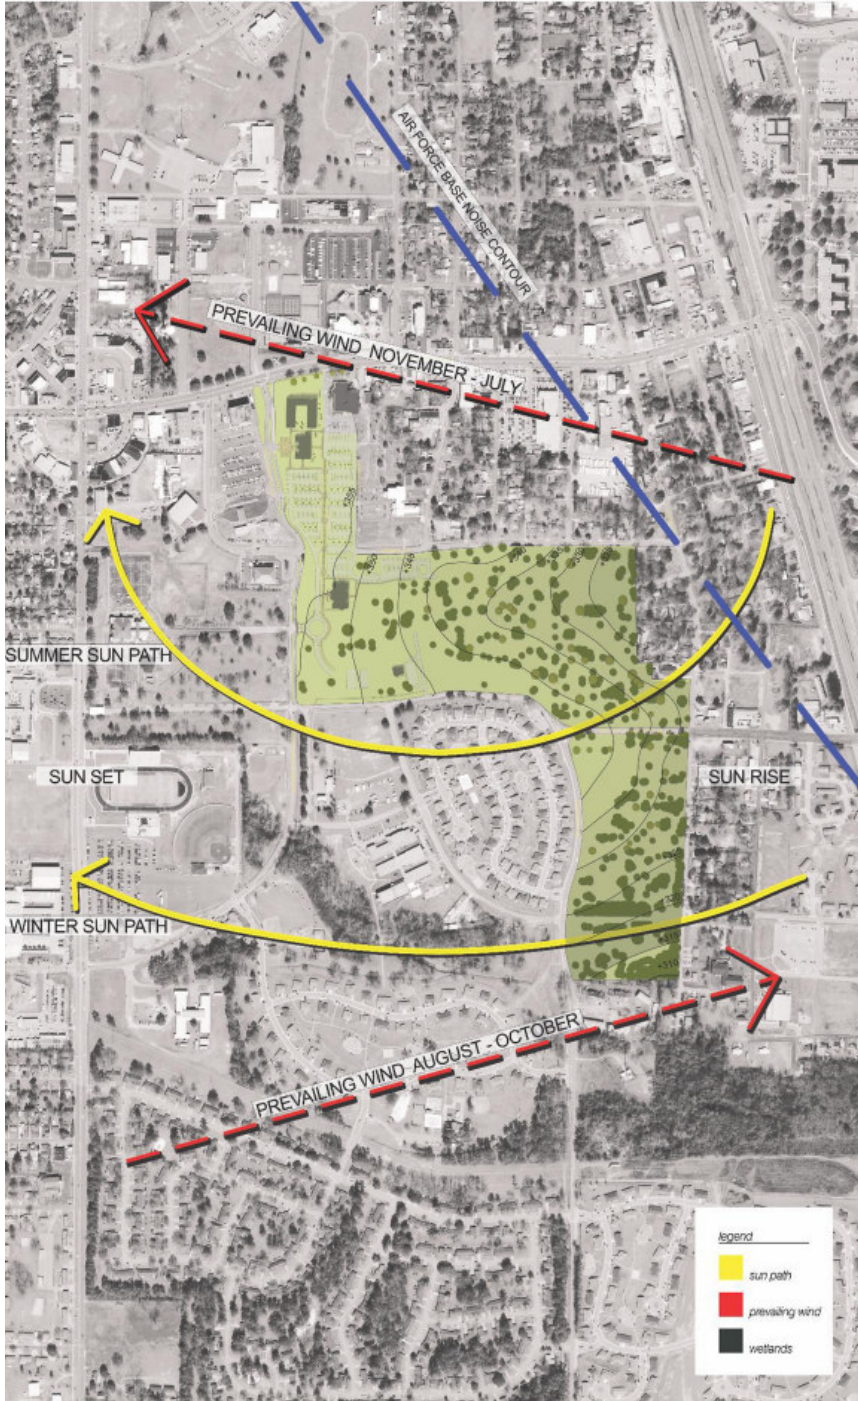 AIR FORCE BASE NOISE CONTOUR
PREVAILING WIND NOVEMBER - JULY
SUMMER SUN PATH
SUN SET
SUN RISE
WINTER SUN PATH
+310
PREVAILING WIND AUGUST - OCTOBER
legend
sun path
prevailing wind
wetlands